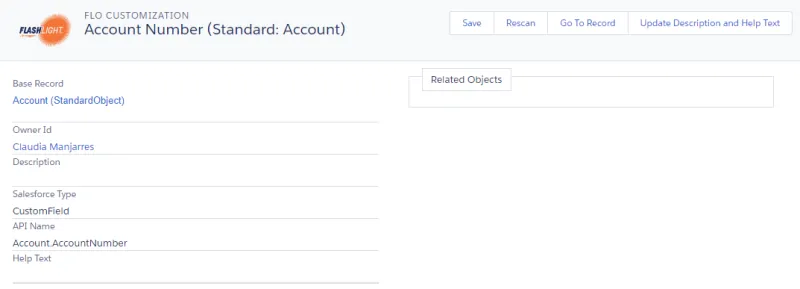 FLASHLIGHT
FLO CUSTOMIZATION
Account Number (Standard: Account)
Save
Rescan
Go To Record
Update Description and Help Text
Base Record
Account (StandardObject)
Owner Id
Claudia Manjarres
Description
Salesforce Type
CustomField
API Name
Account.AccountNumber
Help Text
Related Objects